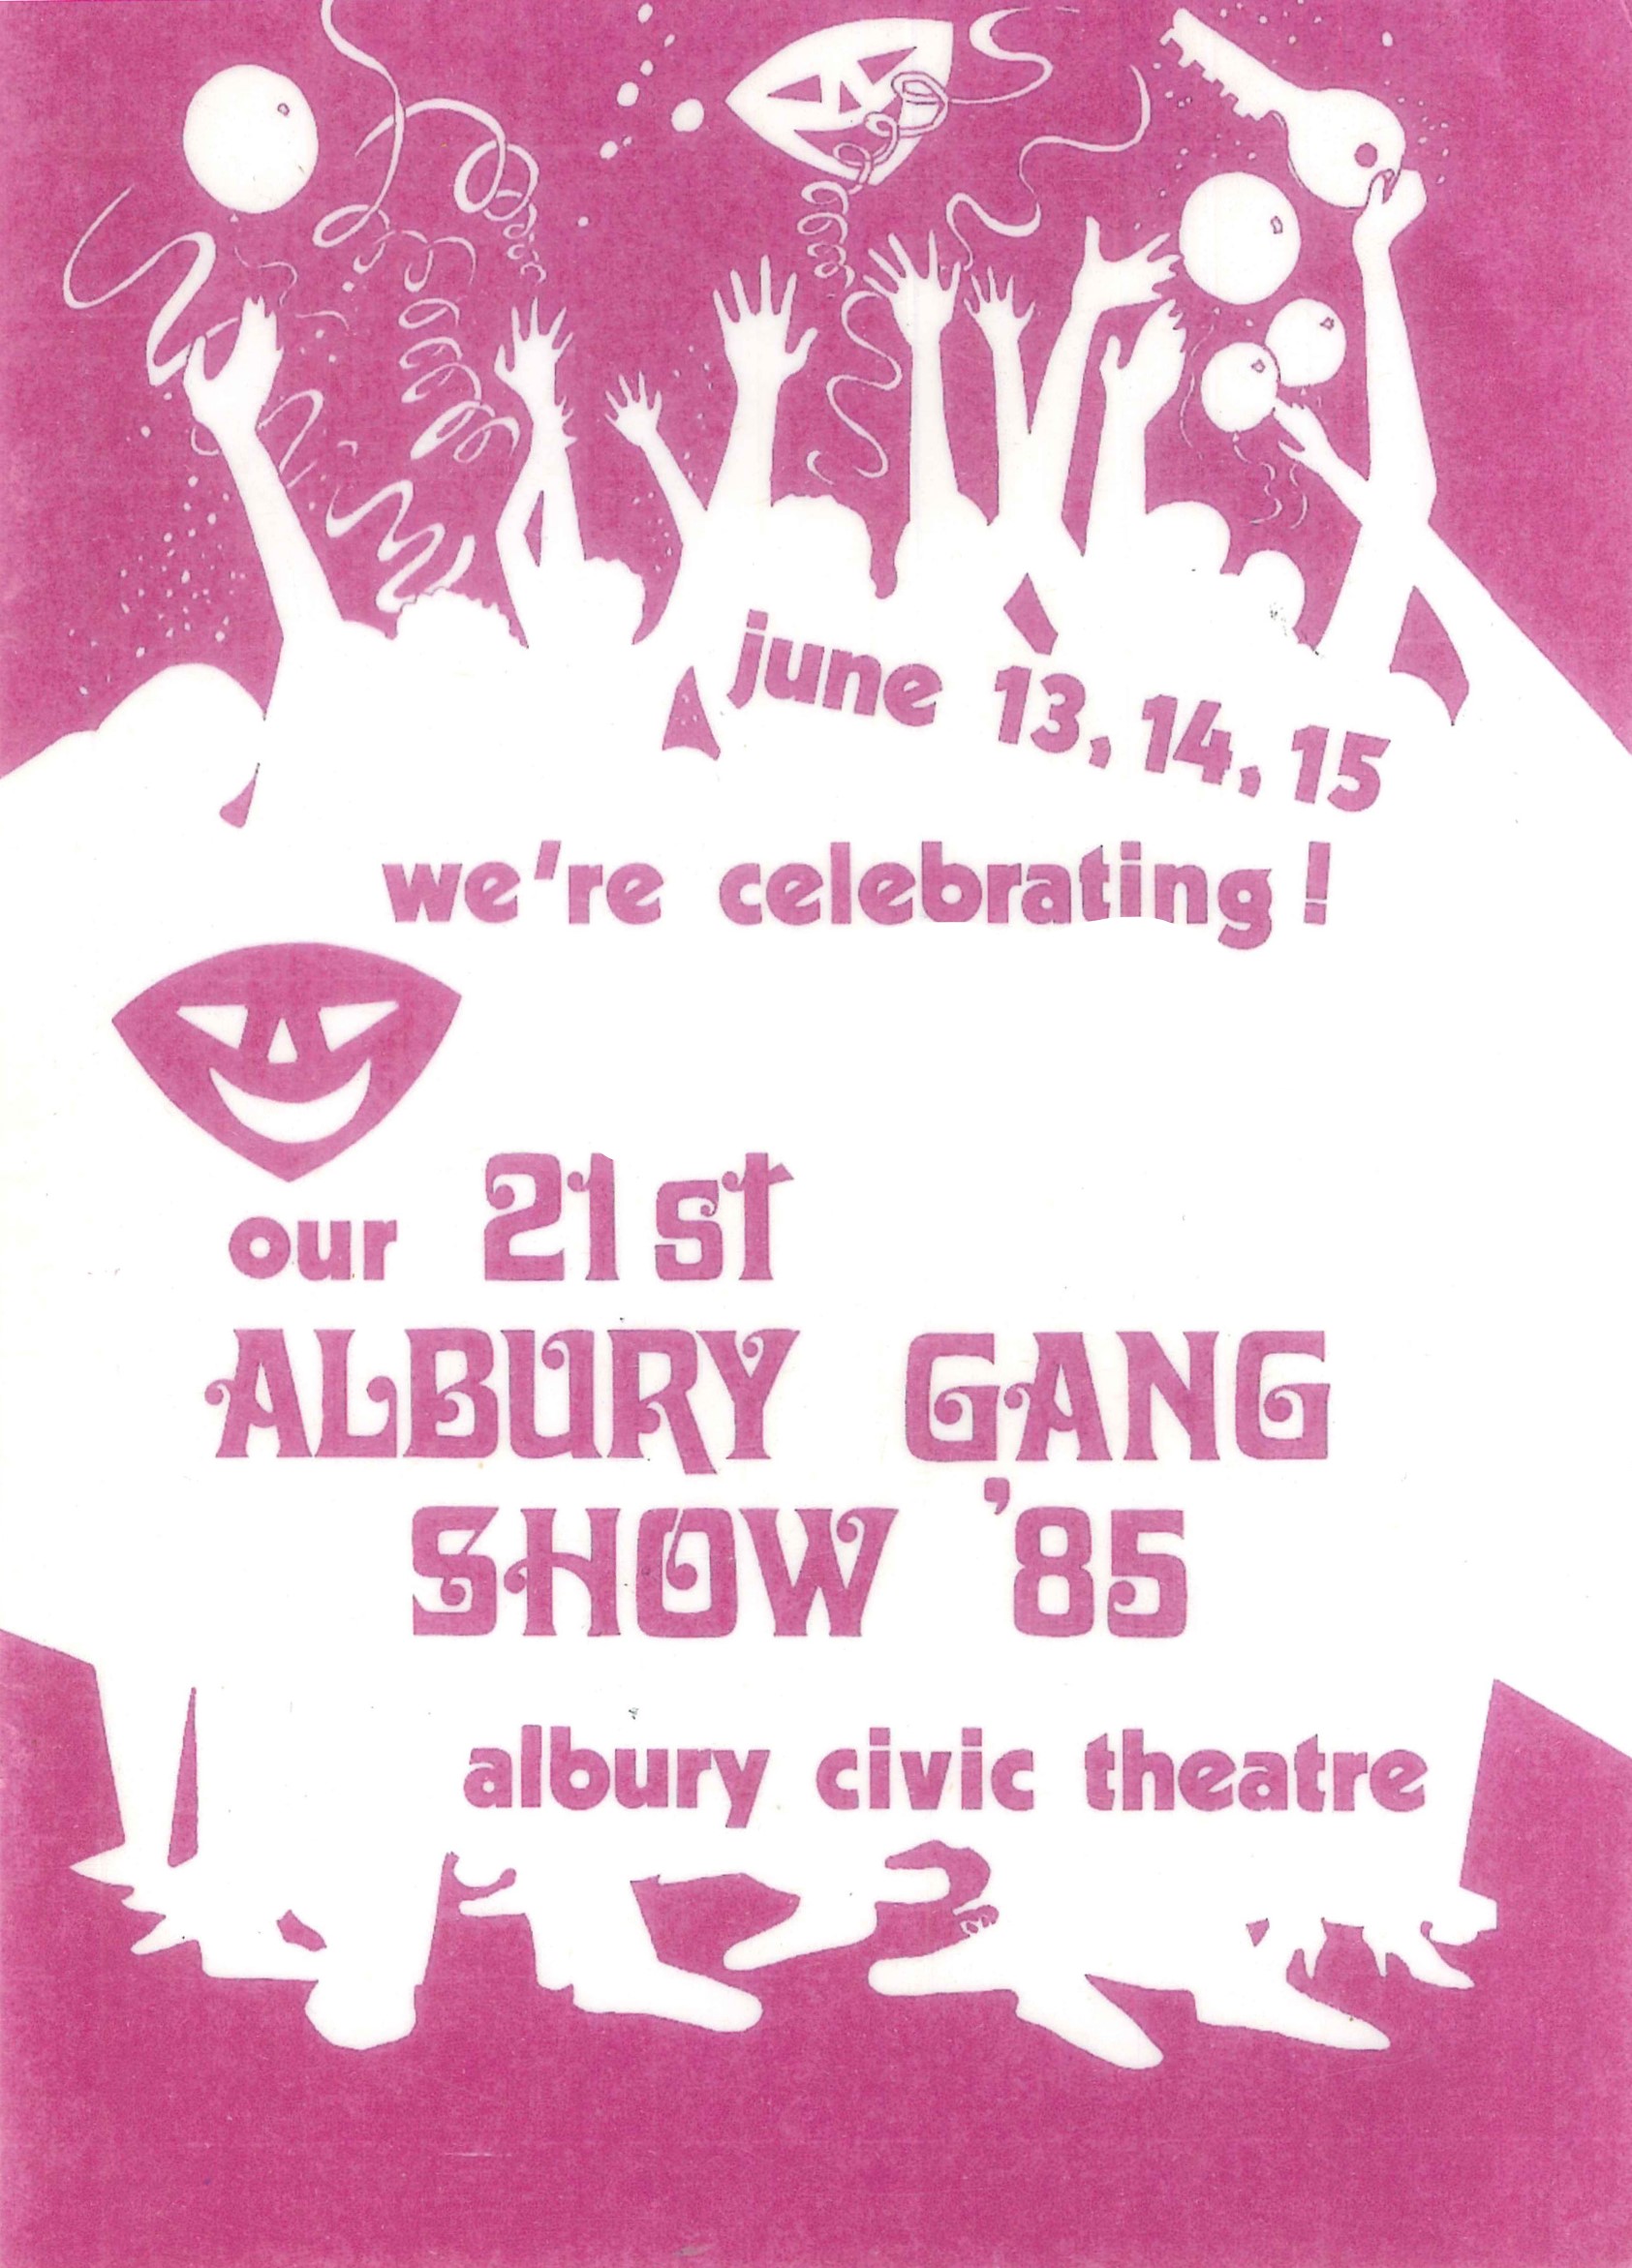 june 13, 14, 15
we're celebrating!
our 21st
ALBURY GANG
SHOW '85
albury civic theatre